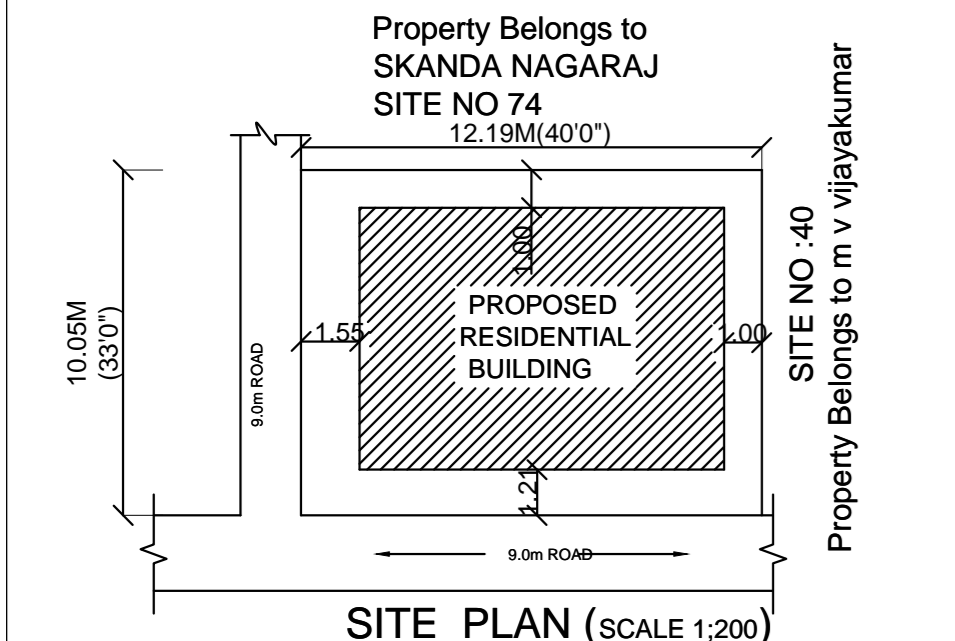 Property Belongs to
SKANDA NAGARAJ
SITE NO 74
12.19M(40'0")
10.05M
(33'0")
9.0m ROAD
1.55
1.00
PROPOSED
RESIDENTIAL
BUILDING
.00
1.21
SITE NO :40
Property Belongs to m v vijayakumar
9.0m ROAD
SITE PLAN (SCALE 1;200)